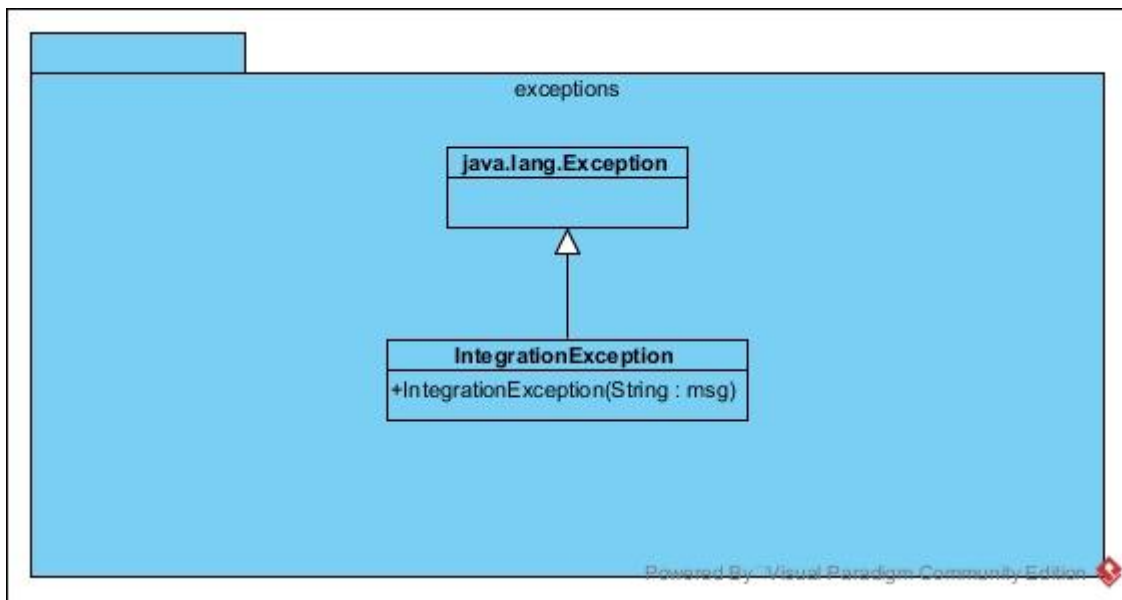 exceptions
java.lang.Exception
IntegrationException
+IntegrationException(String : msg)
Powered By Visual Paradigm Community Edition